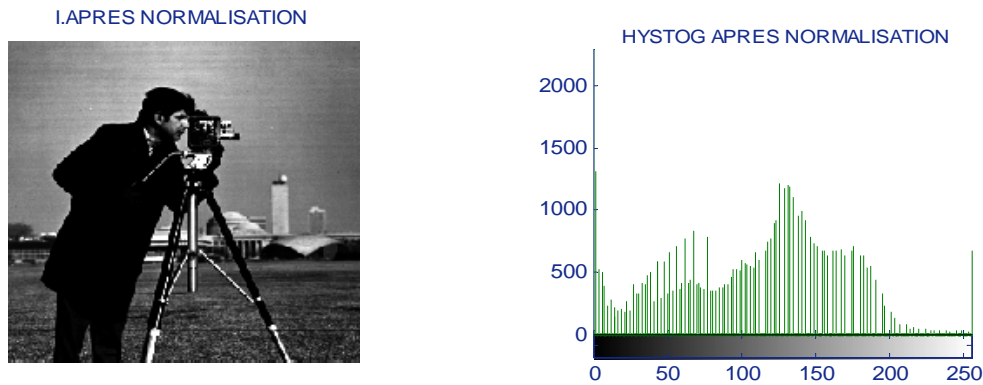 I.APRES NORMALISATION
HYSTOG APRES NORMALISATION
2000
1500
1000
500
0
0 50 100 150 200 250